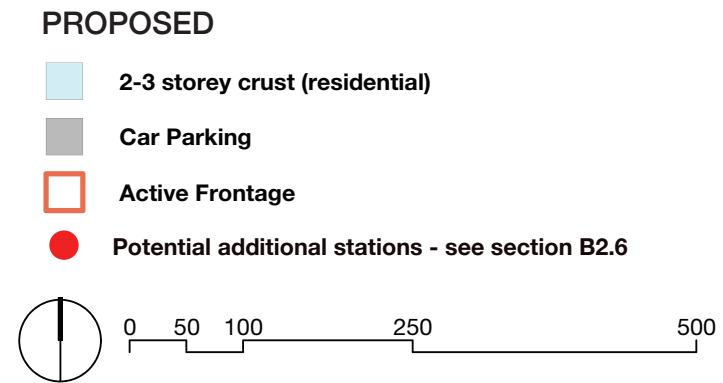 PROPOSED
2-3 storey crust (residential)
Car Parking
Active Frontage
Potential additional stations - see section B2.6
0 50 100 250 500